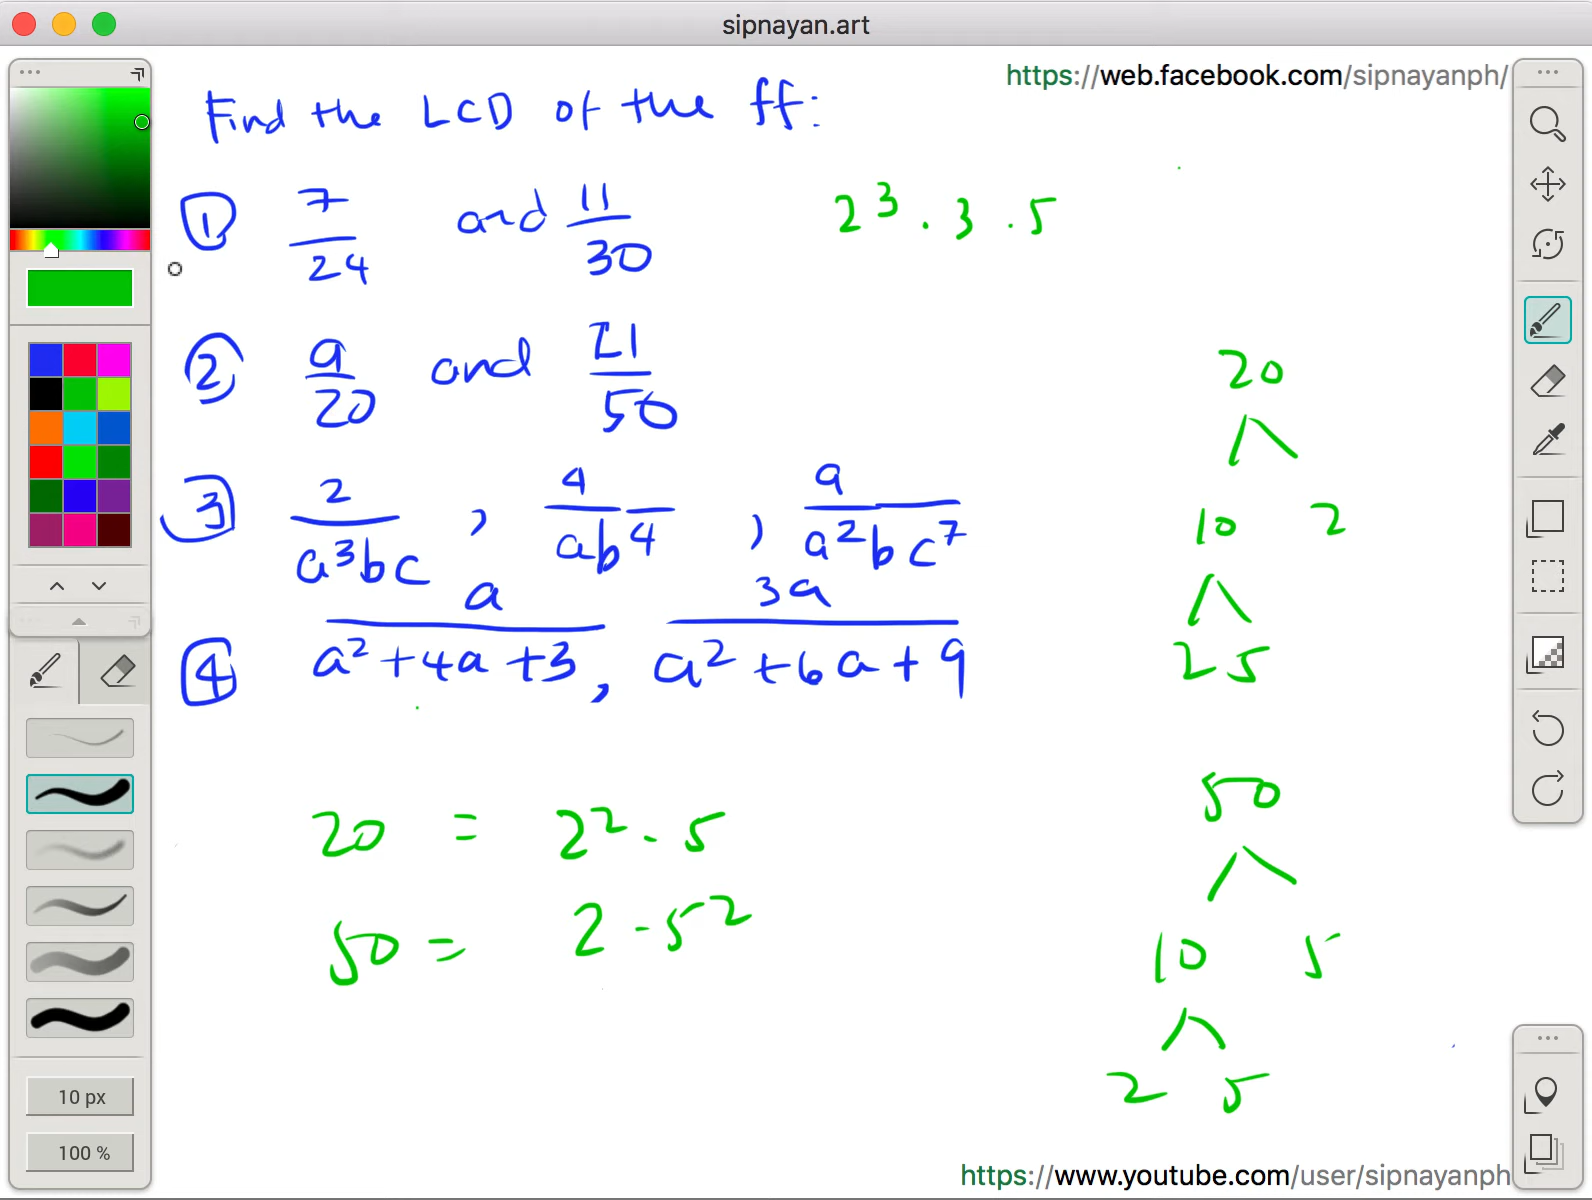 sipnayan.art
https://web.facebook.com/sipnayanph/
Find the LCD of the ff:
① 7/24 and 11/30 2³ . 3 . 5
② 9/20 and 21/50
③ 2/a³bc , 4/ab⁴ , 9/a²bc⁷
④ a/a²+4a+3, 3a/a²+6a+9
20
10 2
2 5
20 = 2² . 5
50 = 2 . 5²
50
10 5
2 5
10 px
100 %
https://www.youtube.com/user/sipnayanph